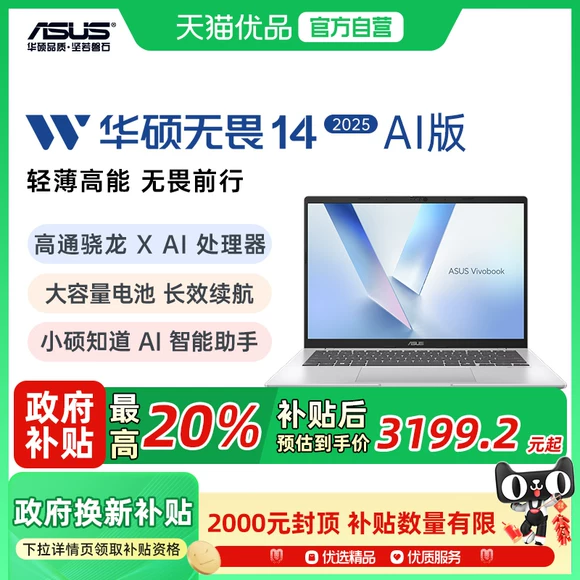 ASUS
华硕品质·坚若磐石
天猫优品 官方自营
华硕无畏14 2025 AI版
轻薄高能 无畏前行
高通骁龙 X AI 处理器
大容量电池 长效续航
小硕知道 AI 智能助手
ASUS Vivobook
ASUS
政府补贴
最高20%
补贴后
预估到手价 3199.2 元起
政府换新补贴
下拉详情页领取补贴资格
2000元封顶 补贴数量有限
优选精品 优质服务